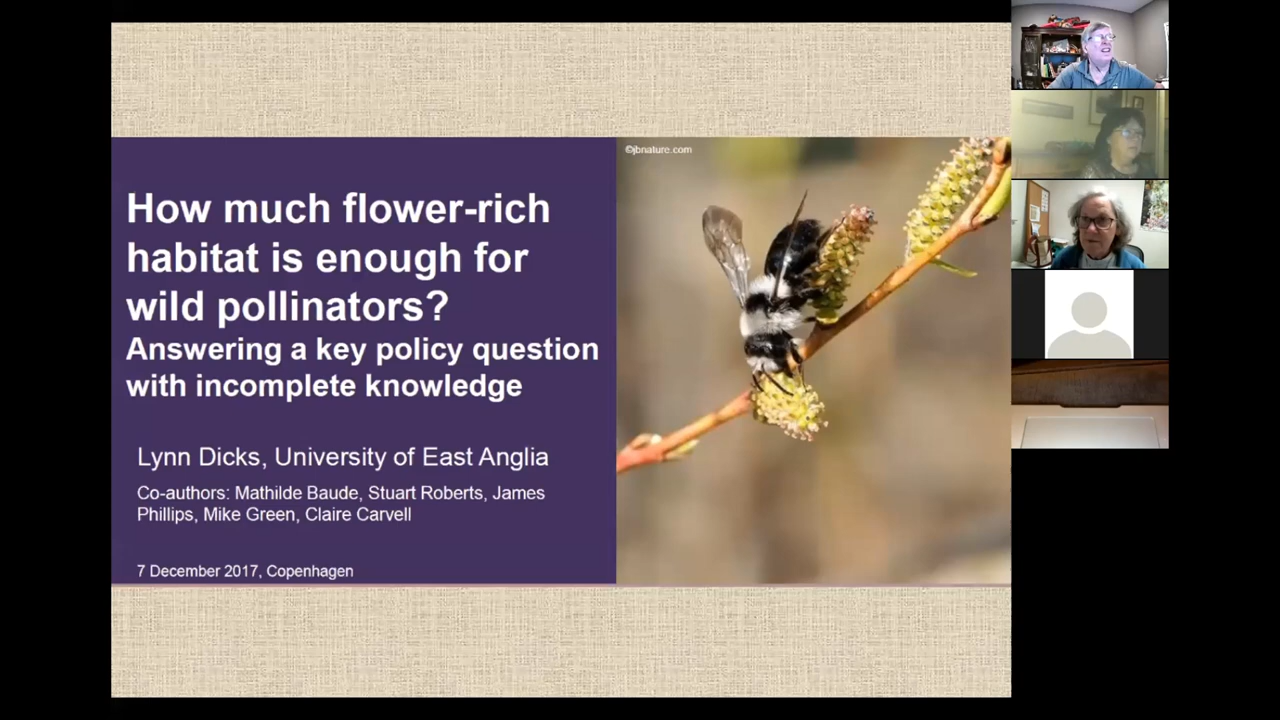 ©jbnature.com
How much flower-rich
habitat is enough for
wild pollinators?
Answering a key policy question
with incomplete knowledge
Lynn Dicks, University of East Anglia
Co-authors: Mathilde Baude, Stuart Roberts, James
Phillips, Mike Green, Claire Carvell
7 December 2017, Copenhagen